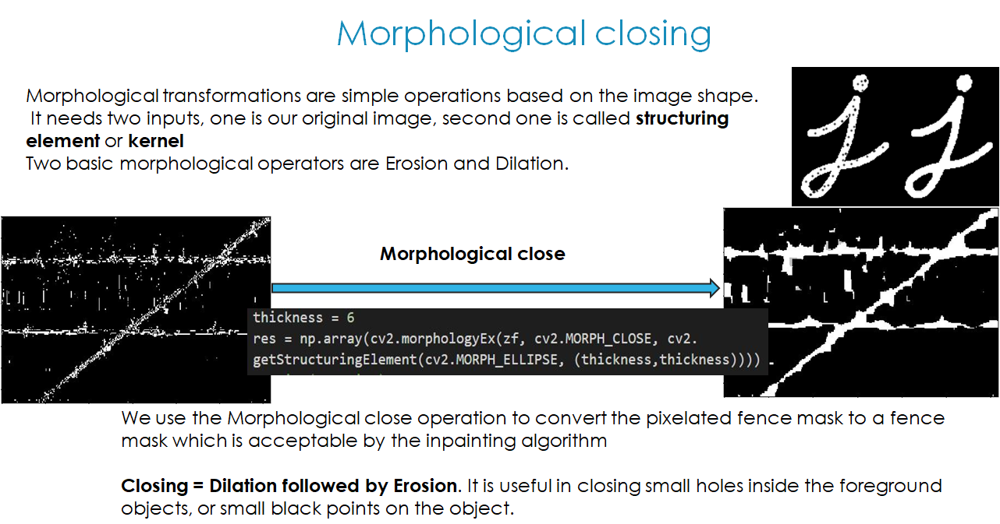 Morphological closing
Morphological transformations are simple operations based on the image shape.
It needs two inputs, one is our original image, second one is called structuring
element or kernel
Two basic morphological operators are Erosion and Dilation.
Morphological close
thickness = 6
res = np.array(cv2.morphologyEx(zf, cv2.MORPH_CLOSE, cv2.
getStructuringElement(cv2.MORPH_ELLIPSE, (thickness,thickness))))
We use the Morphological close operation to convert the pixelated fence mask to a fence
mask which is acceptable by the inpainting algorithm
Closing = Dilation followed by Erosion. It is useful in closing small holes inside the foreground
objects, or small black points on the object.